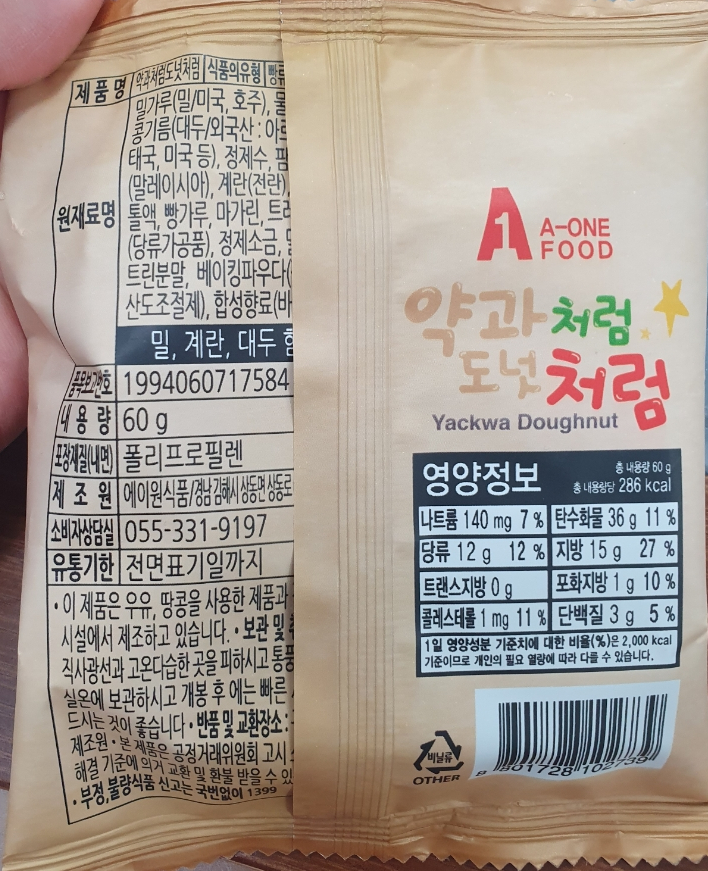 제품명 약과처럼도넛처럼 식품의유형
원재료명
밀가루(밀/미국, 호주),
콩기름(대두/외국산:
태국, 미국 등), 정제수,
(말레이시아), 계란(전란),
톨액, 빵가루, 마가린,
(당류가공품), 정제소금,
트린분말, 베이킹파우다
산도조절제), 합성향료
밀, 계란, 대두
품목보고번호 1994060717584
내용량 60 g
포장재질(내면) 폴리프로필렌
제조원 에이원식품/경남 김해시 상동면 상동로
소비자상담실 055-331-9197
유통기한 전면표기일까지
• 이 제품은 우유, 땅콩을 사용한 제품과
시설에서 제조하고 있습니다. • 보관 및
직사광선과 고온다습한 곳을 피하시고
실온에 보관하시고 개봉 후 에는 빠른
드시는 것이 좋습니다 • 반품 및 교환장소:
제조원 • 본 제품은 공정거래위원회 고시
해결 기준에 의거 교환 및 환불 받을 수
• 부정,불량식품 신고는 국번없이 1399
A1 A-ONE
FOOD
약과처럼
도넛처럼
Yackwa Doughnut
영양정보 총 내용량 60 g
총 내용량당 286 kcal
나트륨 140 mg 7 % 탄수화물 36 g 11 %
당류 12 g 12 % 지방 15 g 27 %
트랜스지방 0 g 포화지방 1 g 10 %
콜레스테롤 1 mg 11 % 단백질 3 g 5 %
1일 영양성분 기준치에 대한 비율(%)은 2,000 kcal
기준이므로 개인의 필요 열량에 따라 다를 수 있습니다.
비닐류
OTHER